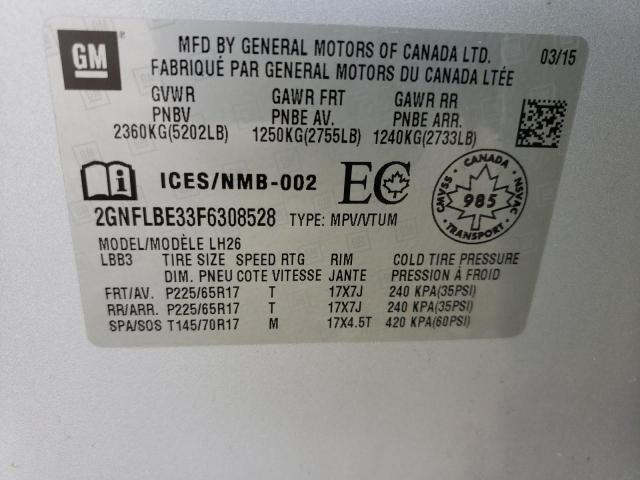 GM
MFD BY GENERAL MOTORS OF CANADA LTD. 03/15
FABRIQUÉ PAR GENERAL MOTORS DU CANADA LTÉE
GVWR GAWR FRT GAWR RR
PNBV PNBE AV. PNBE ARR.
2360KG(5202LB) 1250KG(2755LB) 1240KG(2733LB)
ICES/NMB-002 EC
CANADA
CMVSS 985 NSVAC
TRANSPORT
2GNFLBE33F6308528 TYPE: MPV/VTUM
MODEL/MODÈLE LH26
LBB3 TIRE SIZE SPEED RTG RIM COLD TIRE PRESSURE
DIM. PNEU COTE VITESSE JANTE PRESSION À FROID
FRT/AV. P225/65R17 T 17X7J 240 KPA(35PSI)
RR/ARR. P225/65R17 T 17X7J 240 KPA(35PSI)
SPA/SOS T145/70R17 M 17X4.5T 420 KPA(60PSI)